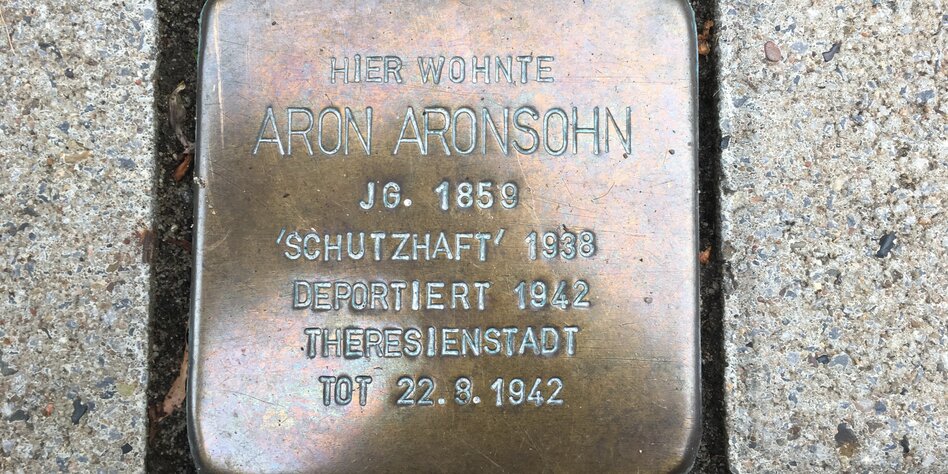 HIER WOHNTE
ARON ARONSOHN
JG. 1859
'SCHUTZHAFT' 1938
DEPORTIERT 1942
THERESIENSTADT
TOT 22.8.1942